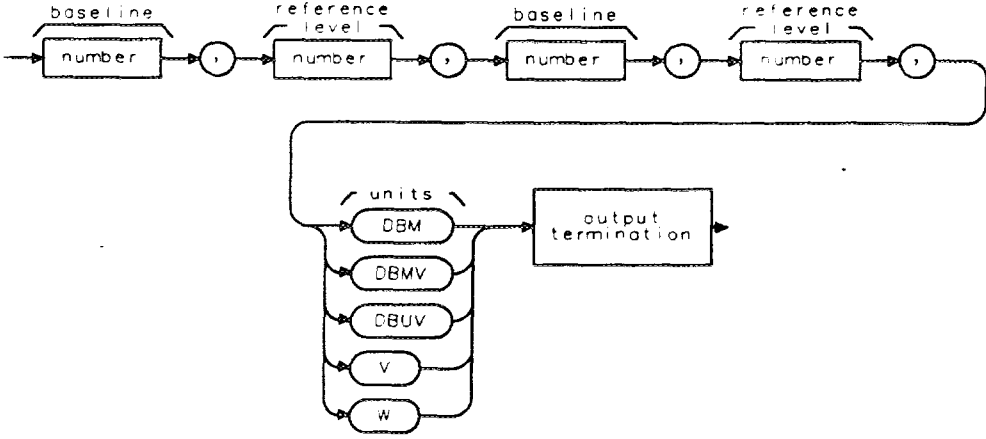 baseline
reference
level
baseline
reference
level
number
,
number
,
number
,
number
,
units
DBM
DBMV
DBUV
V
W
output
termination